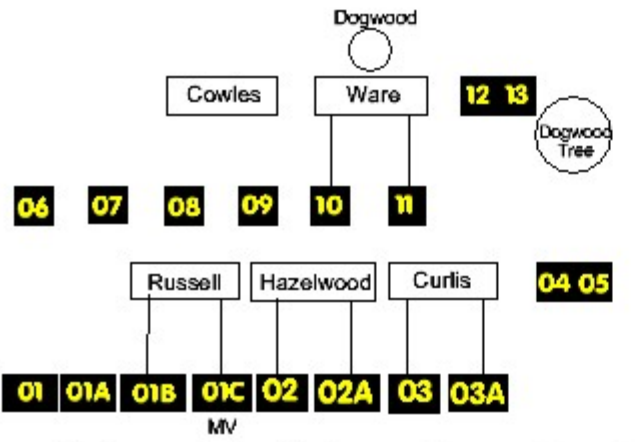 Dogwood
Cowles Ware 12 13
Dogwood
Tree
06 07 08 09 10 11
Russell Hazelwood Curtis 04 05
01 01A 01B 01C 02 02A 03 03A
MV